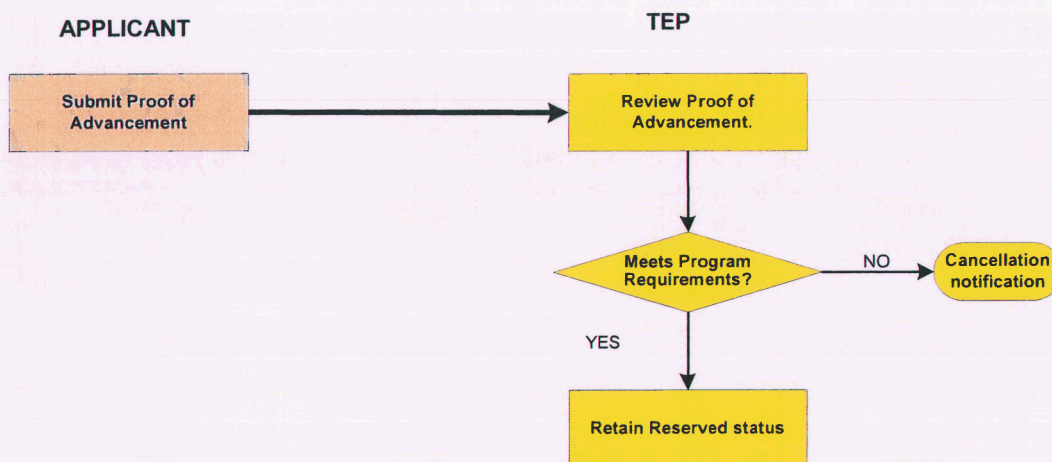 APPLICANT
TEP
Submit Proof of
Advancement
Review Proof of
Advancement.
Meets Program
Requirements?
NO
Cancellation
notification
YES
Retain Reserved status